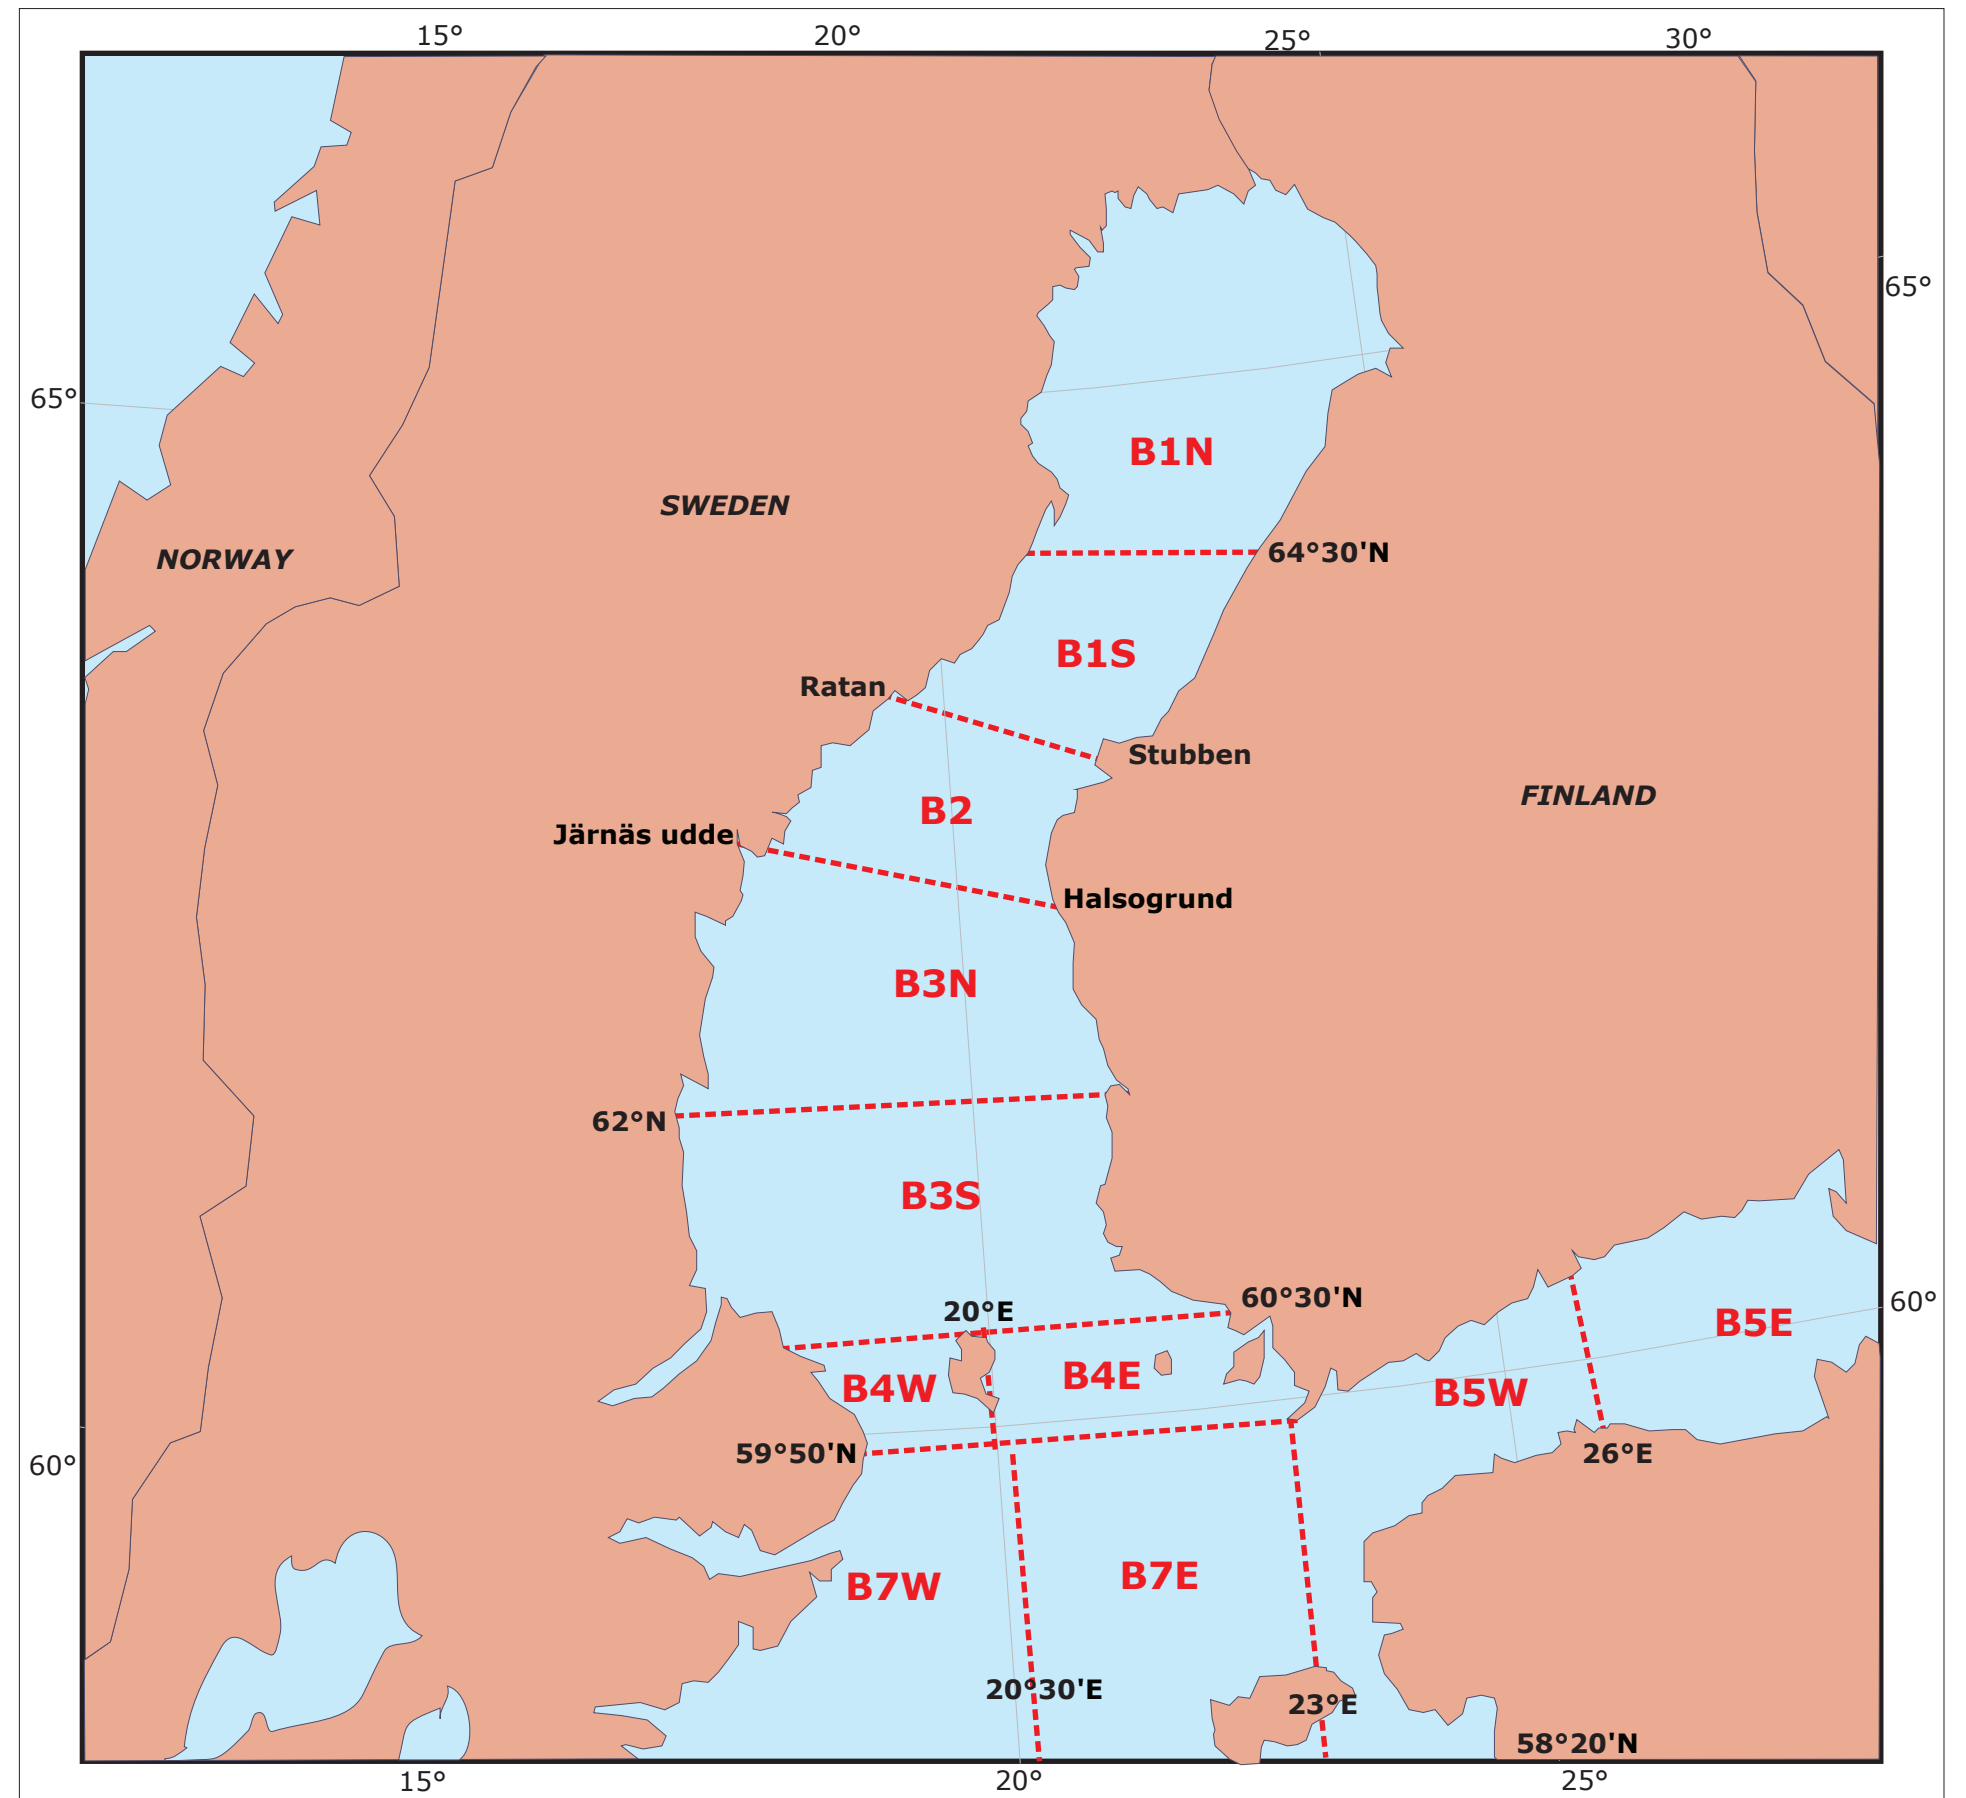 15°
20°
25°
30°
65°
65°
B1N
SWEDEN
NORWAY
64°30'N
B1S
Ratan
Stubben
FINLAND
B2
Järnäs udde
Halsogrund
B3N
62°N
B3S
60°30'N
20°E
60°
B5E
B4E
B4W
B5W
59°50'N
26°E
60°
B7E
B7W
20°30'E
23°E
58°20'N
15°
20°
25°